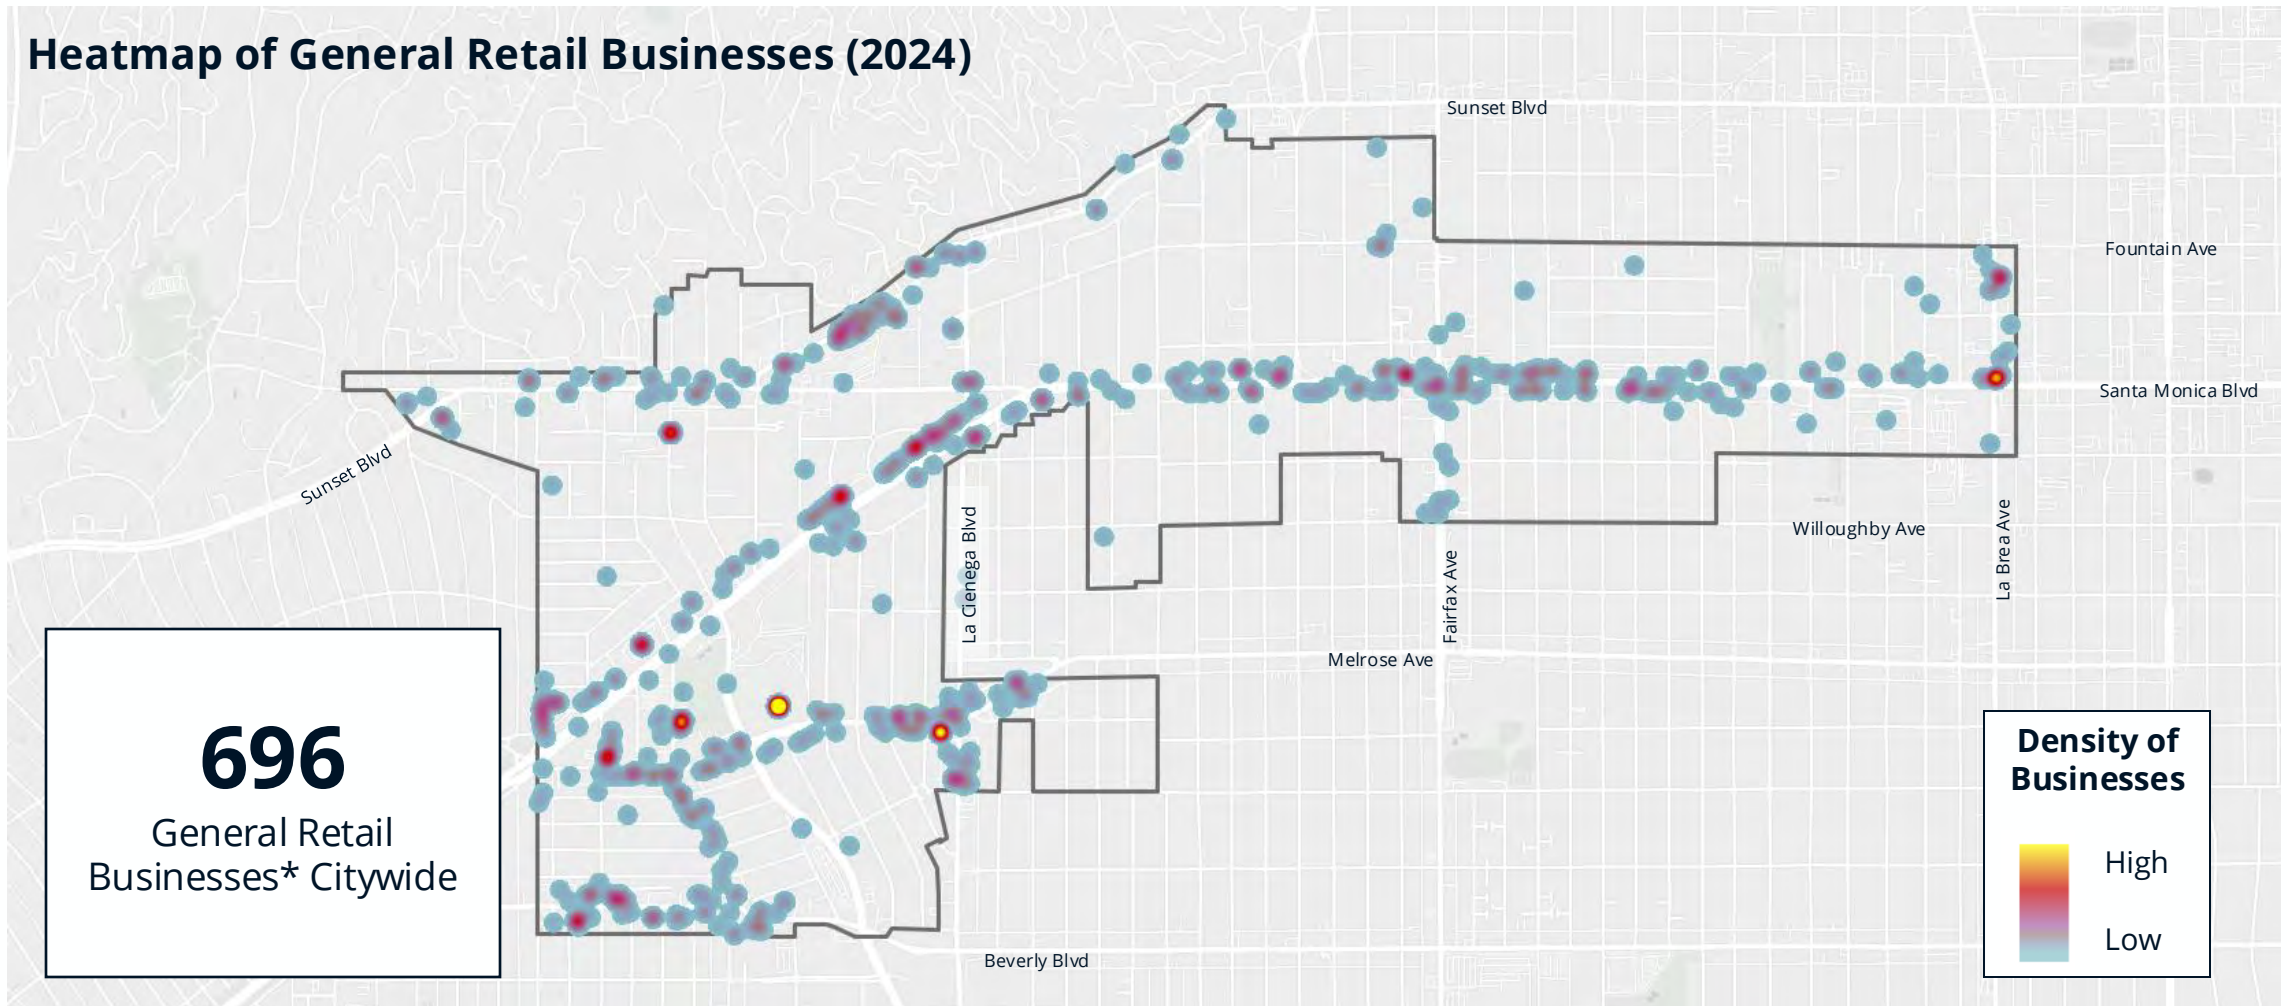 Heatmap of General Retail Businesses (2024)
Sunset Blvd
Fountain Ave
Santa Monica Blvd
Sunset Blvd
La Cienega Blvd
Fairfax Ave
La Brea Ave
Willoughby Ave
Melrose Ave
696
General Retail
Businesses* Citywide
Density of
Businesses
High
Low
Beverly Blvd